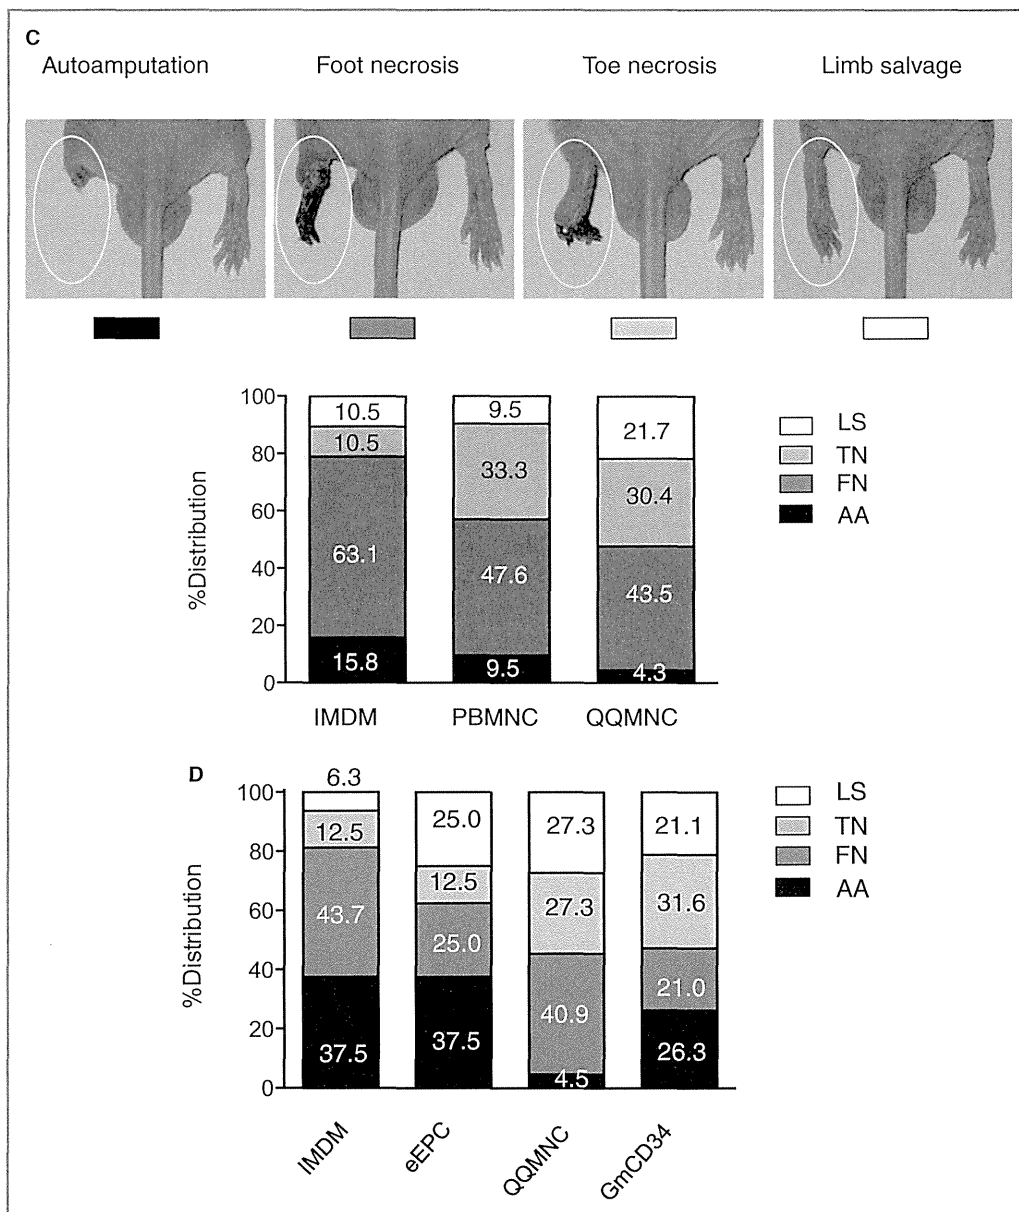 C
Autoamputation Foot necrosis Toe necrosis Limb salvage
100
80
60
40
20
0
%Distribution
10.5
10.5
63.1
15.8
9.5
33.3
47.6
9.5
21.7
30.4
43.5
4.3
IMDM PBMNC QQMNC
LS
TN
FN
AA
D
100
80
60
40
20
0
%Distribution
6.3
12.5
43.7
37.5
25.0
12.5
25.0
37.5
27.3
27.3
40.9
4.5
21.1
31.6
21.0
26.3
IMDM eEPC QQMNC GmCD34
LS
TN
FN
AA